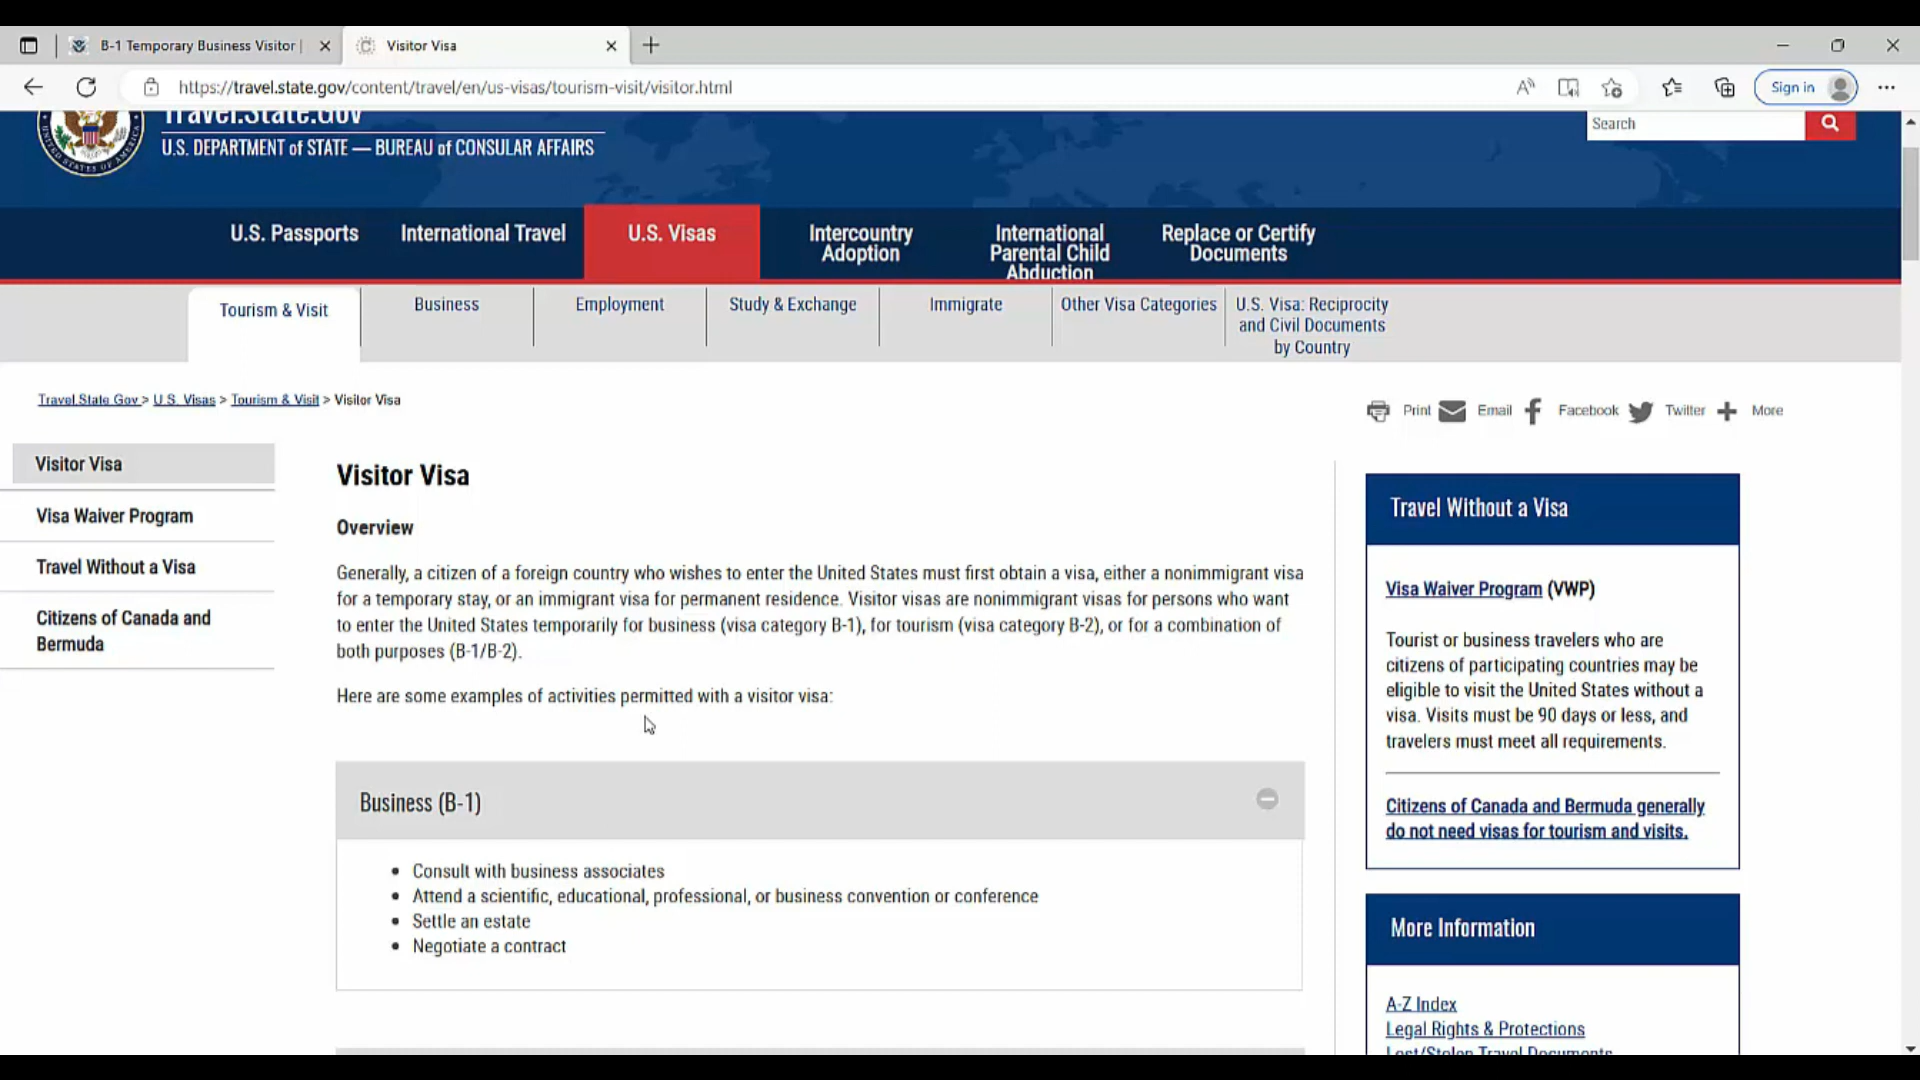 B-1 Temporary Business Visitor |
Visitor Visa
https://travel.state.gov/content/travel/en/us-visas/tourism-visit/visitor.html
Sign in
Travel.State.Gov
U.S. DEPARTMENT of STATE — BUREAU of CONSULAR AFFAIRS
Search
U.S. Passports
International Travel
U.S. Visas
Intercountry
Adoption
International
Parental Child
Abduction
Replace or Certify
Documents
Tourism & Visit
Business
Employment
Study & Exchange
Immigrate
Other Visa Categories
U.S. Visa: Reciprocity
and Civil Documents
by Country
Travel.State.Gov > U.S. Visas > Tourism & Visit > Visitor Visa
Print
Email
Facebook
Twitter
More
Visitor Visa
Visa Waiver Program
Travel Without a Visa
Citizens of Canada and
Bermuda
Visitor Visa
Overview
Generally, a citizen of a foreign country who wishes to enter the United States must first obtain a visa, either a nonimmigrant visa
for a temporary stay, or an immigrant visa for permanent residence. Visitor visas are nonimmigrant visas for persons who want
to enter the United States temporarily for business (visa category B-1), for tourism (visa category B-2), or for a combination of
both purposes (B-1/B-2).
Here are some examples of activities permitted with a visitor visa:
Business (B-1)
• Consult with business associates
• Attend a scientific, educational, professional, or business convention or conference
• Settle an estate
• Negotiate a contract
Travel Without a Visa
Visa Waiver Program (VWP)
Tourist or business travelers who are
citizens of participating countries may be
eligible to visit the United States without a
visa. Visits must be 90 days or less, and
travelers must meet all requirements.
Citizens of Canada and Bermuda generally
do not need visas for tourism and visits.
More Information
A-Z Index
Legal Rights & Protections
Lost/Stolen Travel Documents